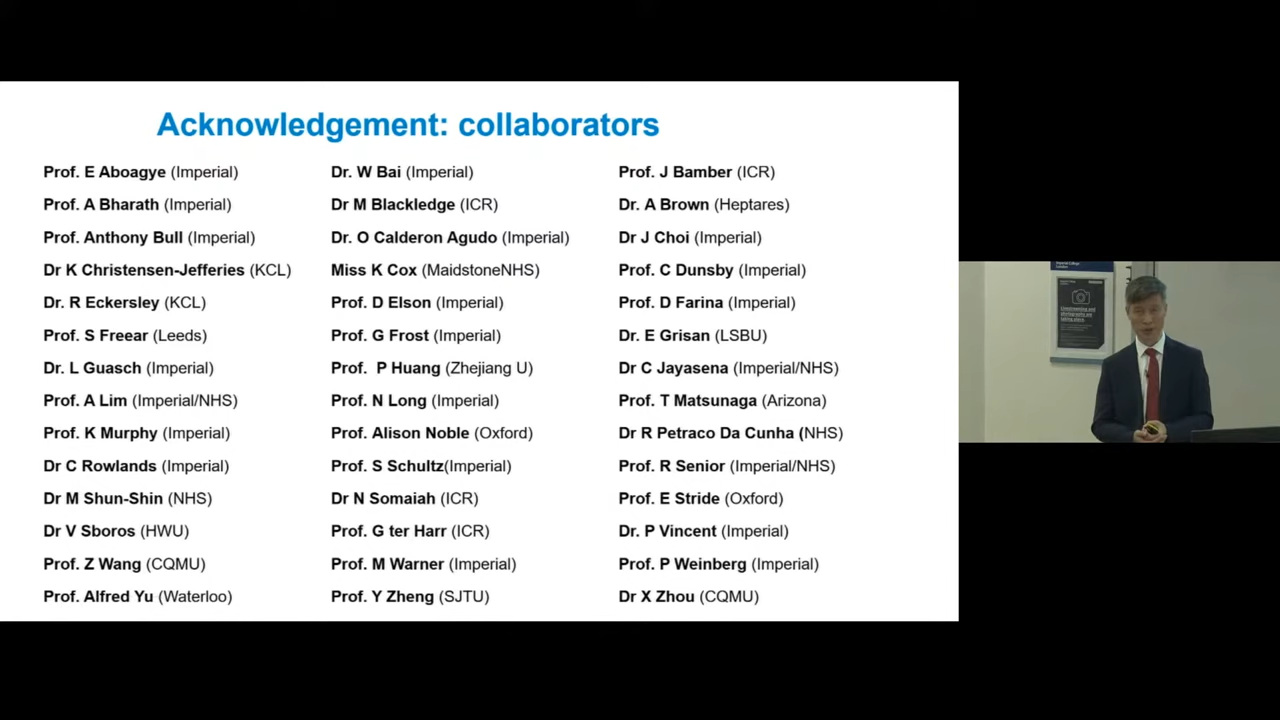 Acknowledgement: collaborators
Prof. E Aboagye (Imperial)
Prof. A Bharath (Imperial)
Prof. Anthony Bull (Imperial)
Dr K Christensen-Jefferies (KCL)
Dr. R Eckersley (KCL)
Prof. S Freear (Leeds)
Dr. L Guasch (Imperial)
Prof. A Lim (Imperial/NHS)
Prof. K Murphy (Imperial)
Dr C Rowlands (Imperial)
Dr M Shun-Shin (NHS)
Dr V Sboros (HWU)
Prof. Z Wang (CQMU)
Prof. Alfred Yu (Waterloo)
Dr. W Bai (Imperial)
Dr M Blackledge (ICR)
Dr. O Calderon Agudo (Imperial)
Miss K Cox (MaidstoneNHS)
Prof. D Elson (Imperial)
Prof. G Frost (Imperial)
Prof. P Huang (Zhejiang U)
Prof. N Long (Imperial)
Prof. Alison Noble (Oxford)
Prof. S Schultz(Imperial)
Dr N Somaiah (ICR)
Prof. G ter Harr (ICR)
Prof. M Warner (Imperial)
Prof. Y Zheng (SJTU)
Prof. J Bamber (ICR)
Dr. A Brown (Heptares)
Dr J Choi (Imperial)
Prof. C Dunsby (Imperial)
Prof. D Farina (Imperial)
Dr. E Grisan (LSBU)
Dr C Jayasena (Imperial/NHS)
Prof. T Matsunaga (Arizona)
Dr R Petraco Da Cunha (NHS)
Prof. R Senior (Imperial/NHS)
Prof. E Stride (Oxford)
Dr. P Vincent (Imperial)
Prof. P Weinberg (Imperial)
Dr X Zhou (CQMU)
photography are
taking place